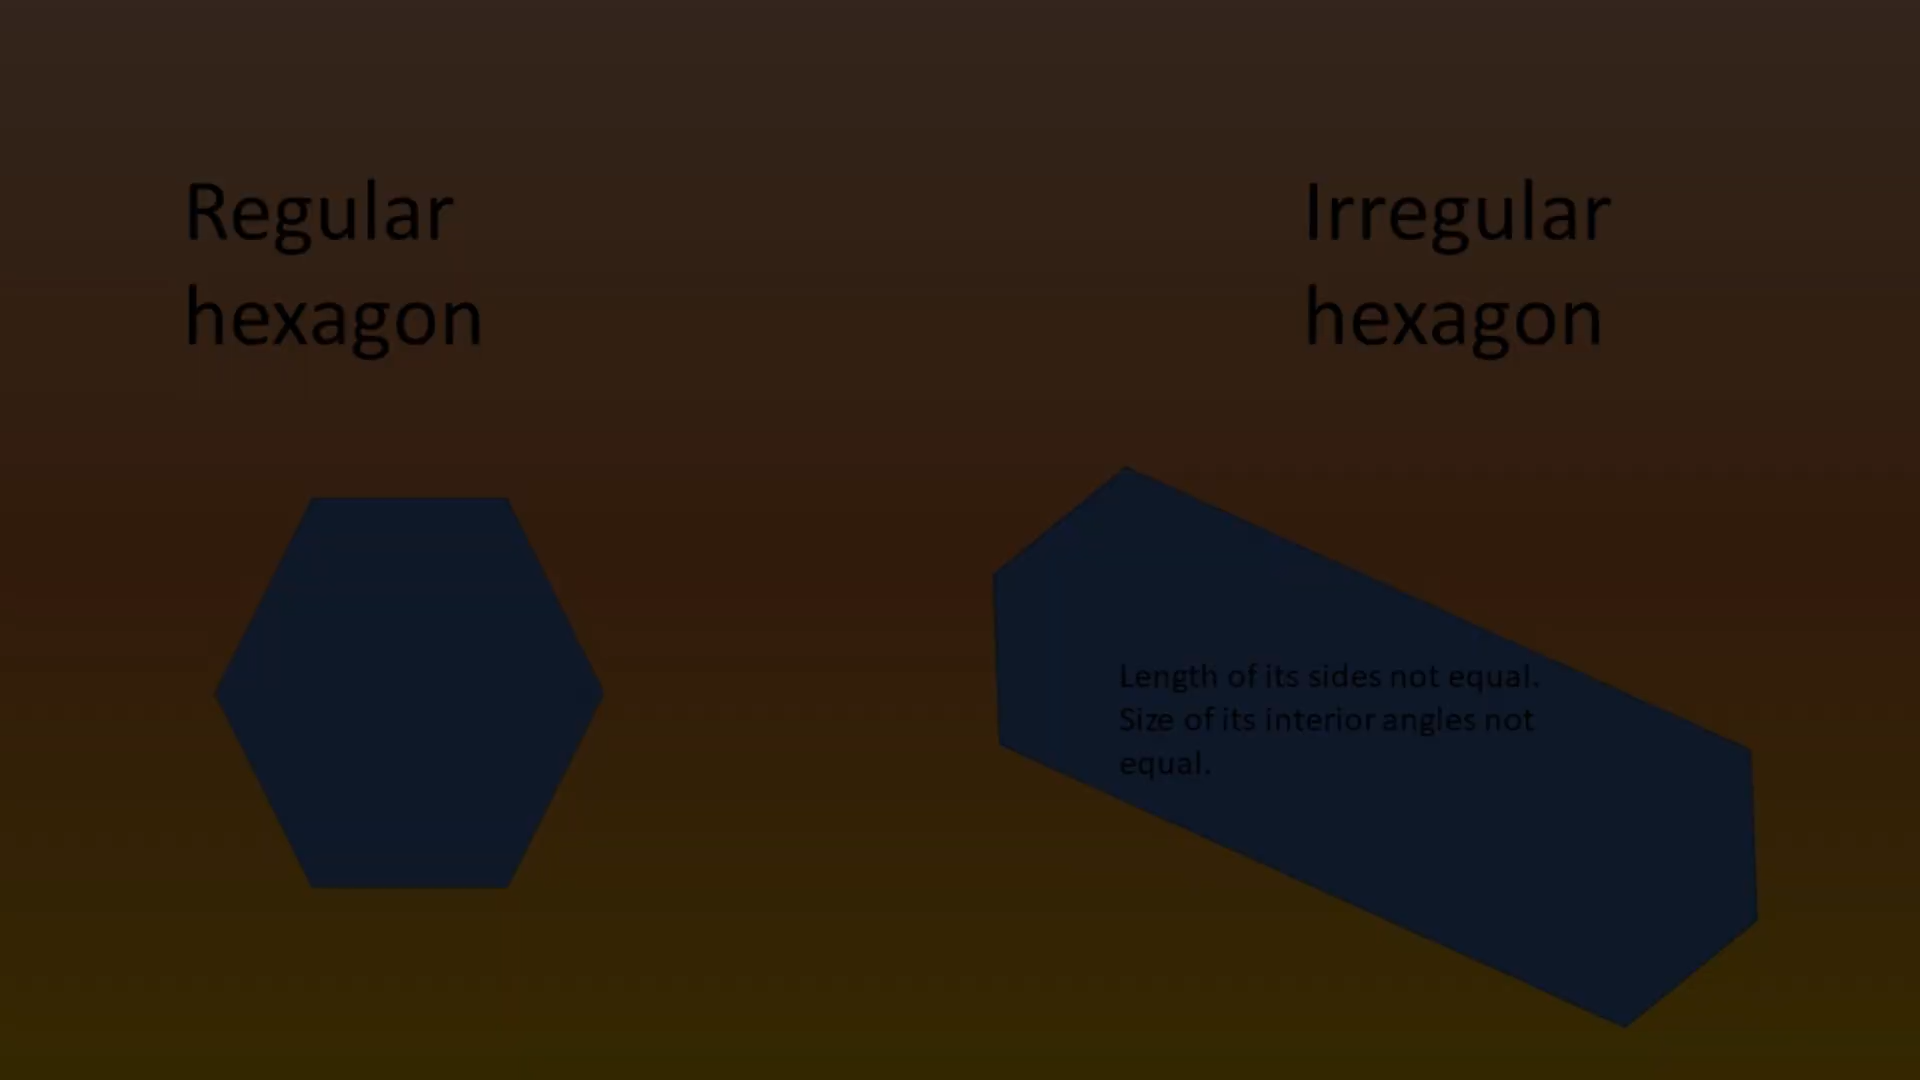 Regular
hexagon
Irregular
hexagon
Length of its sides not equal.
Size of its interior angles not
equal.